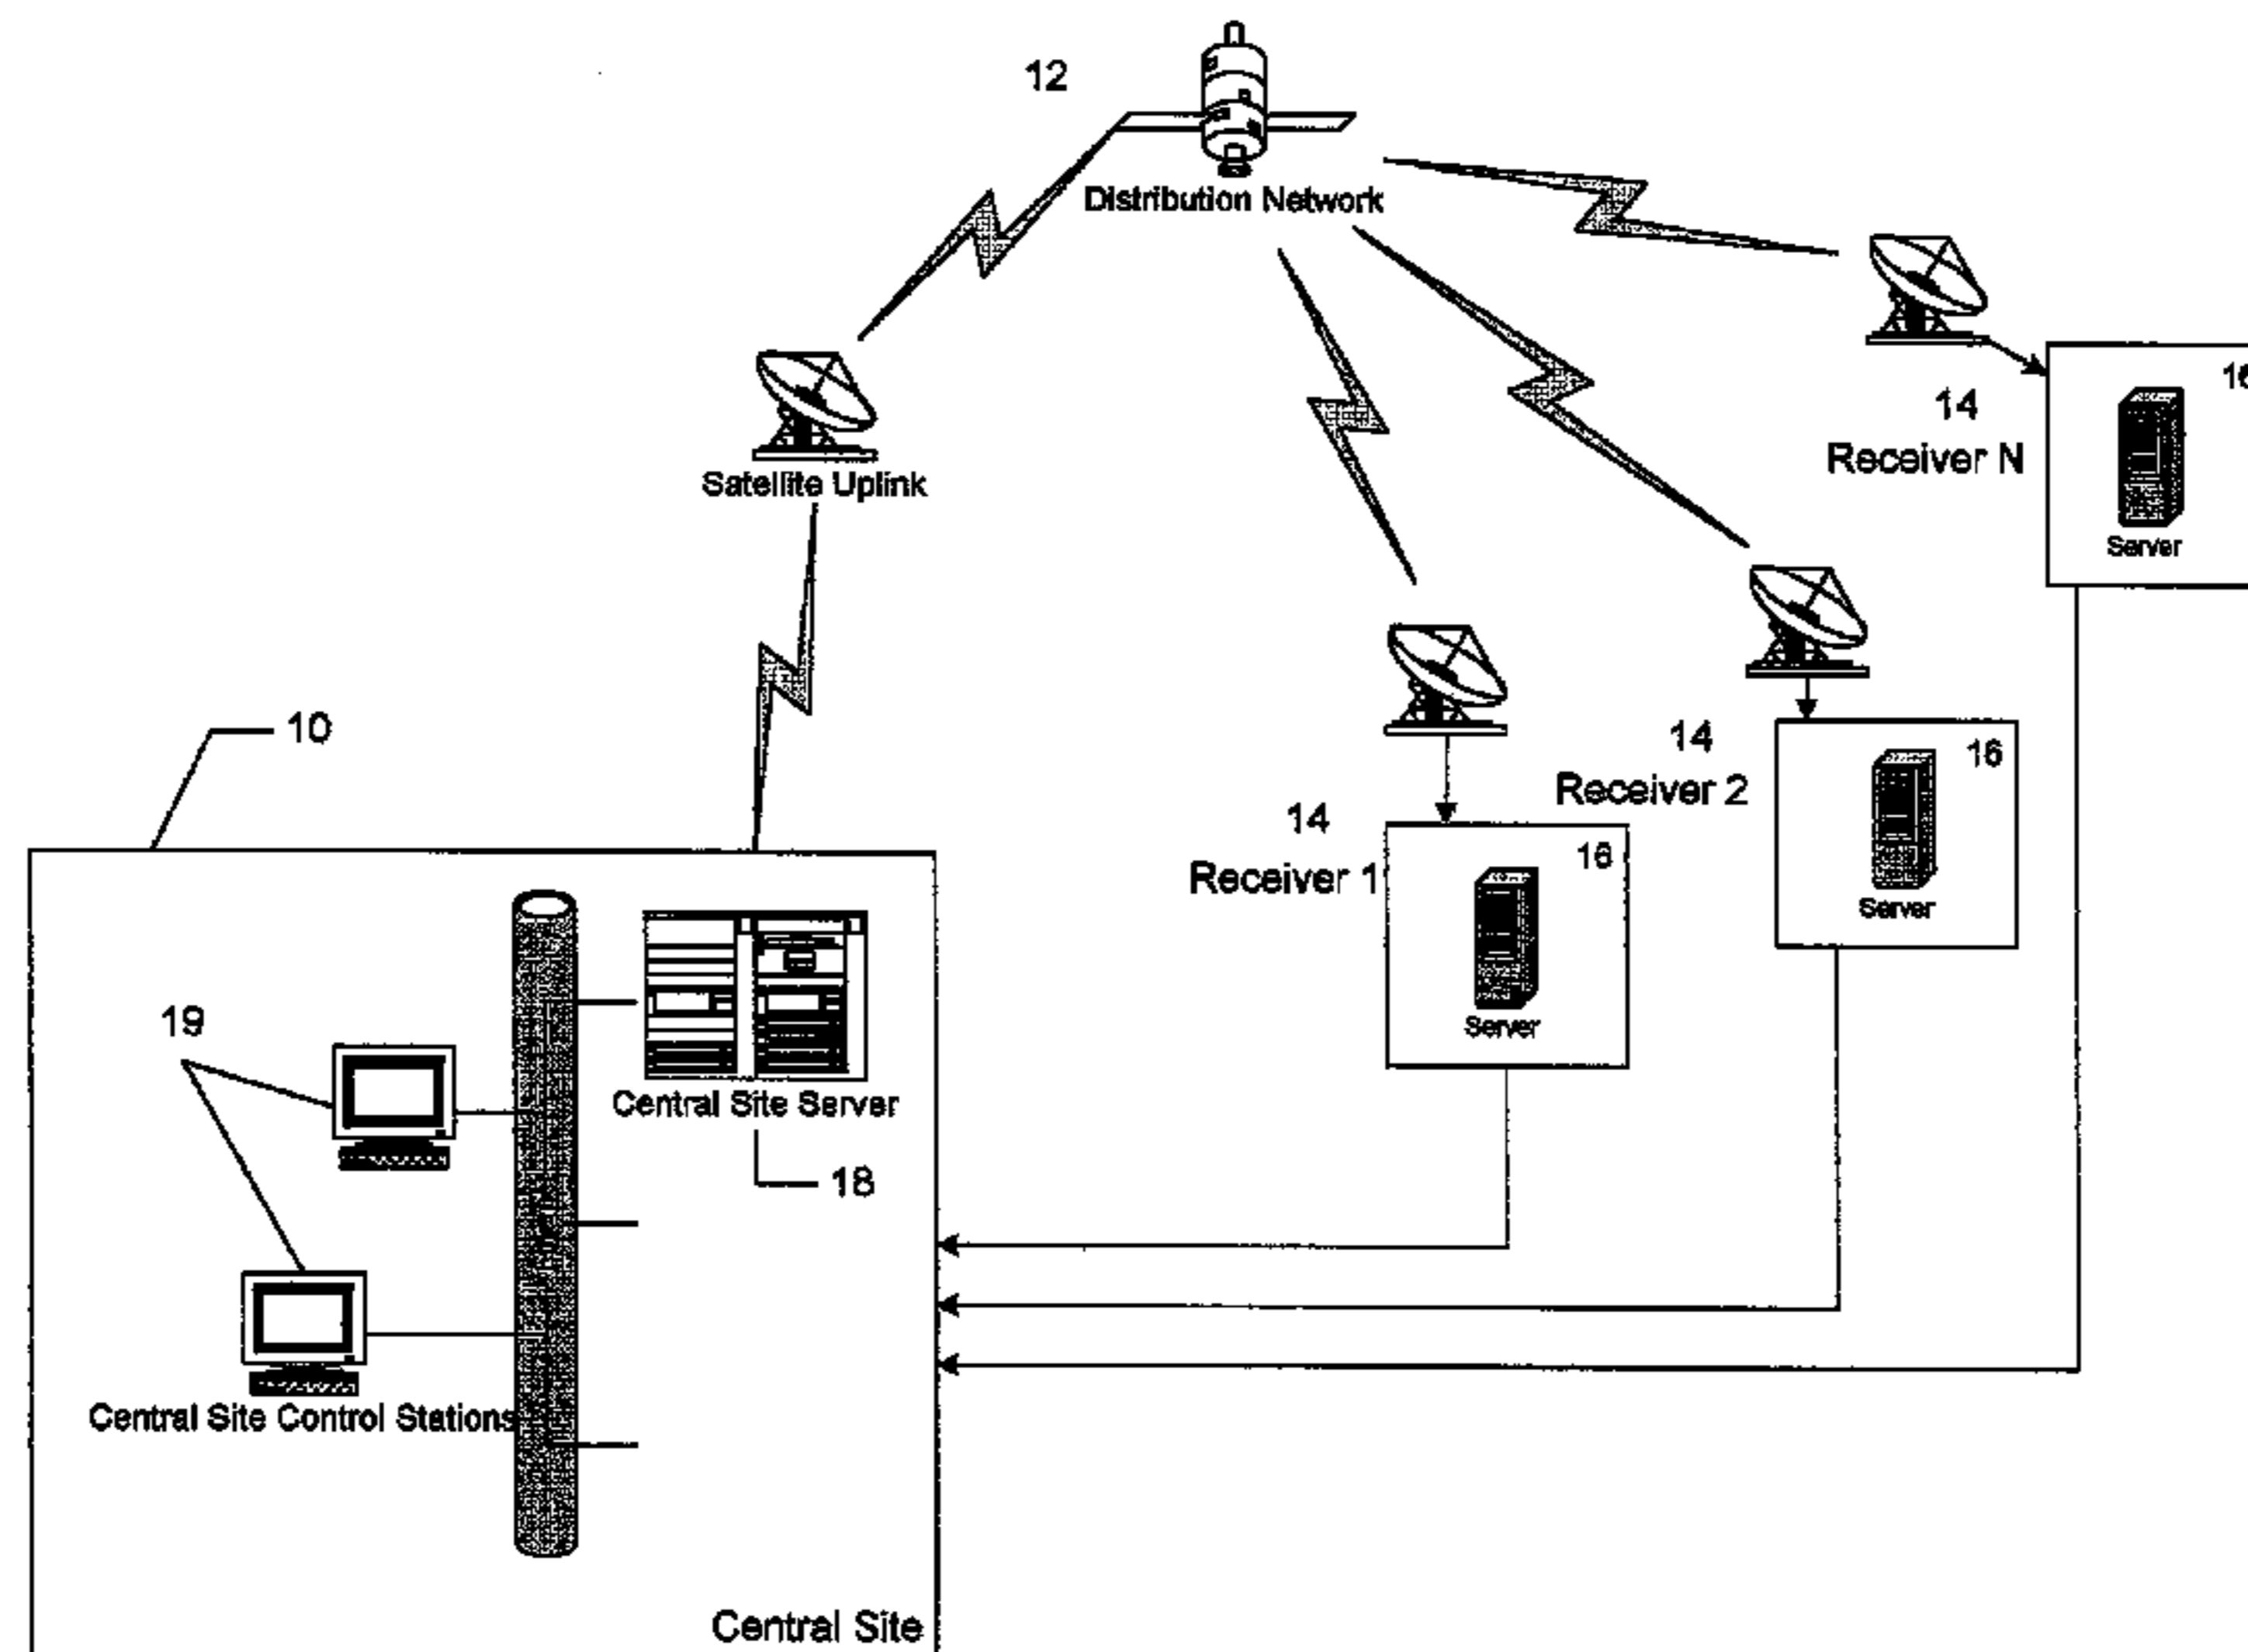 12
Distribution Network
Satellite Uplink
14
Receiver N
16
Server
10
14
Receiver 2
16
Server
14
Receiver 1
16
Server
19
Central Site Server
18
Central Site Control Stations
Central Site